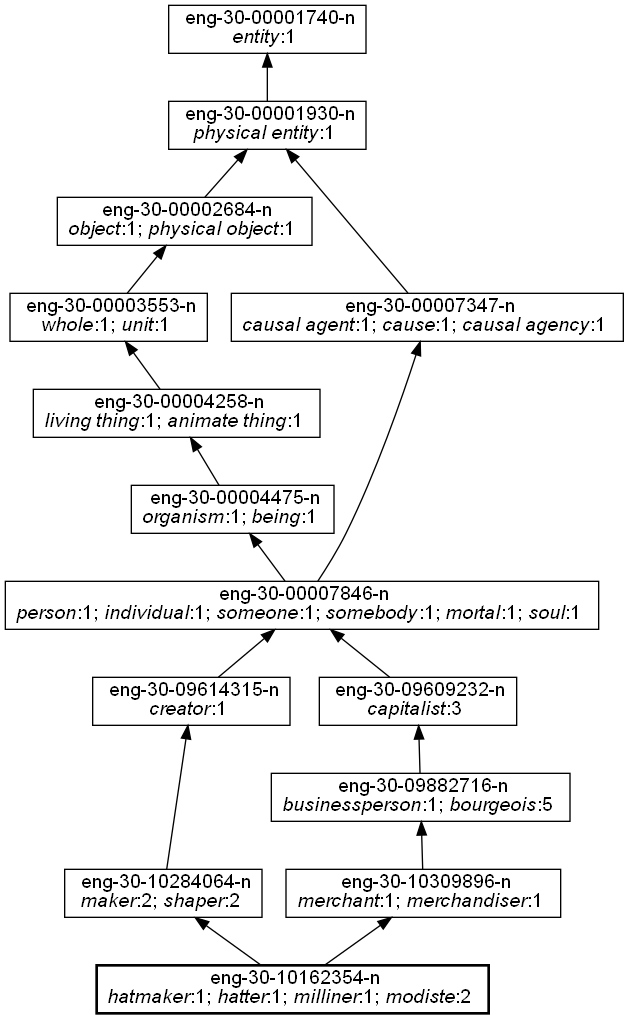 eng-30-00001740-n
entity:1
eng-30-00001930-n
physical entity:1
eng-30-00002684-n
object:1; physical object:1
eng-30-00003553-n
whole:1; unit:1
eng-30-00007347-n
causal agent:1; cause:1; causal agency:1
eng-30-00004258-n
living thing:1; animate thing:1
eng-30-00004475-n
organism:1; being:1
eng-30-00007846-n
person:1; individual:1; someone:1; somebody:1; mortal:1; soul:1
eng-30-09614315-n
creator:1
eng-30-09609232-n
capitalist:3
eng-30-09882716-n
businessperson:1; bourgeois:5
eng-30-10284064-n
maker:2; shaper:2
eng-30-10309896-n
merchant:1; merchandiser:1
eng-30-10162354-n
hatmaker:1; hatter:1; milliner:1; modiste:2